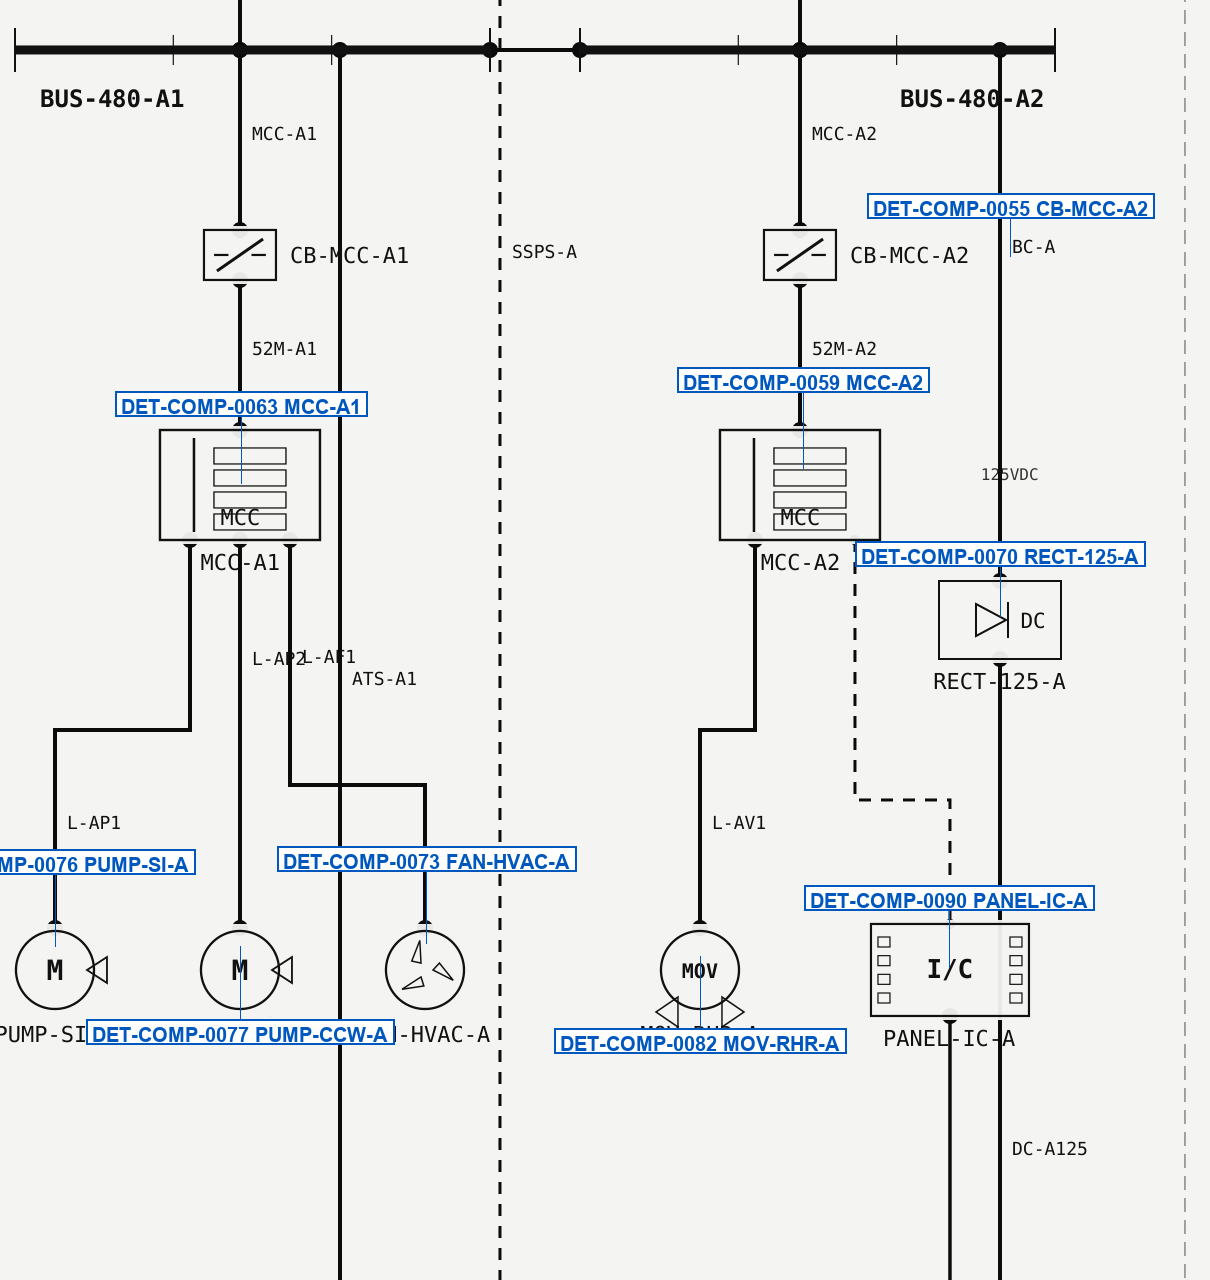 BUS-480-A1
BUS-480-A2
MCC-A1
MCC-A2
DET-COMP-0055 CB-MCC-A2
CB-MCC-A1
SSPS-A
CB-MCC-A2
BC-A
52M-A1
52M-A2
DET-COMP-0059 MCC-A2
DET-COMP-0063 MCC-A1
125VDC
MCC
MCC
MCC-A1
MCC-A2
DET-COMP-0070 RECT-125-A
DC
L-AP2
L-AF1
ATS-A1
RECT-125-A
L-AP1
L-AV1
MP-0076 PUMP-SI-A
DET-COMP-0073 FAN-HVAC-A
DET-COMP-0090 PANEL-IC-A
M
M
MOV
I/C
PUMP-SI
DET-COMP-0077 PUMP-CCW-A
-HVAC-A
DET-COMP-0082 MOV-RHR-A
PANEL-IC-A
DC-A125